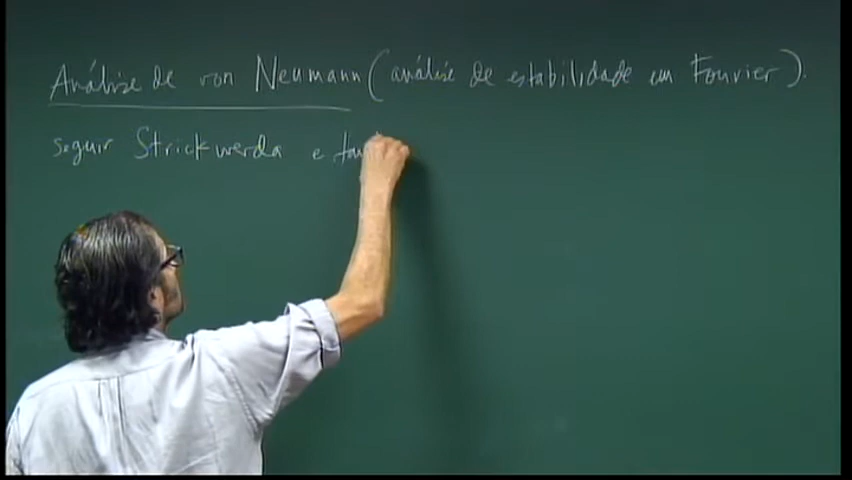 Análise de von Neumann (análise de estabilidade em Fourier).
seguir Strickwerda e